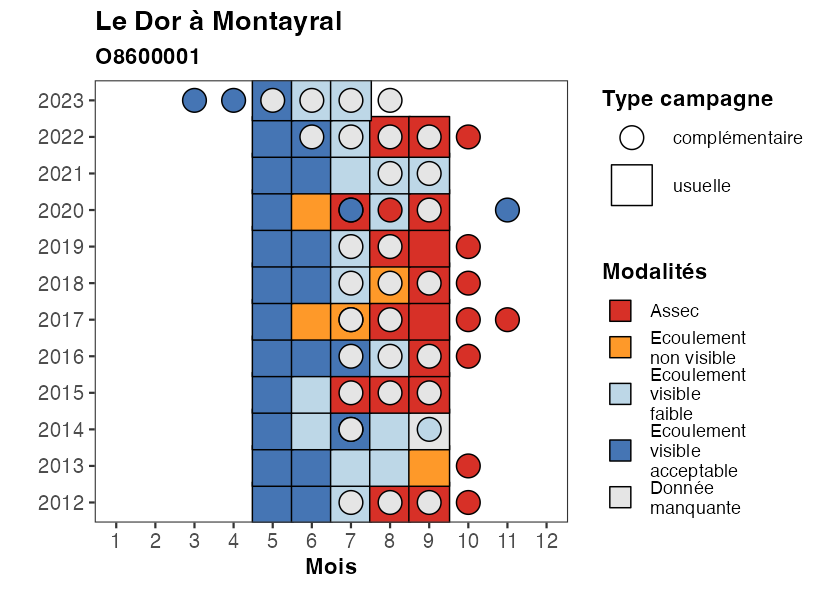 Le Dor à Montayral
O8600001
2023
2022
2021
2020
2019
2018
2017
2016
2015
2014
2013
2012
1 2 3 4 5 6 7 8 9 10 11 12
Mois
Type campagne
complémentaire
usuelle
Modalités
Assec
Ecoulement
non visible
Ecoulement
visible
faible
Ecoulement
visible
acceptable
Donnée
manquante